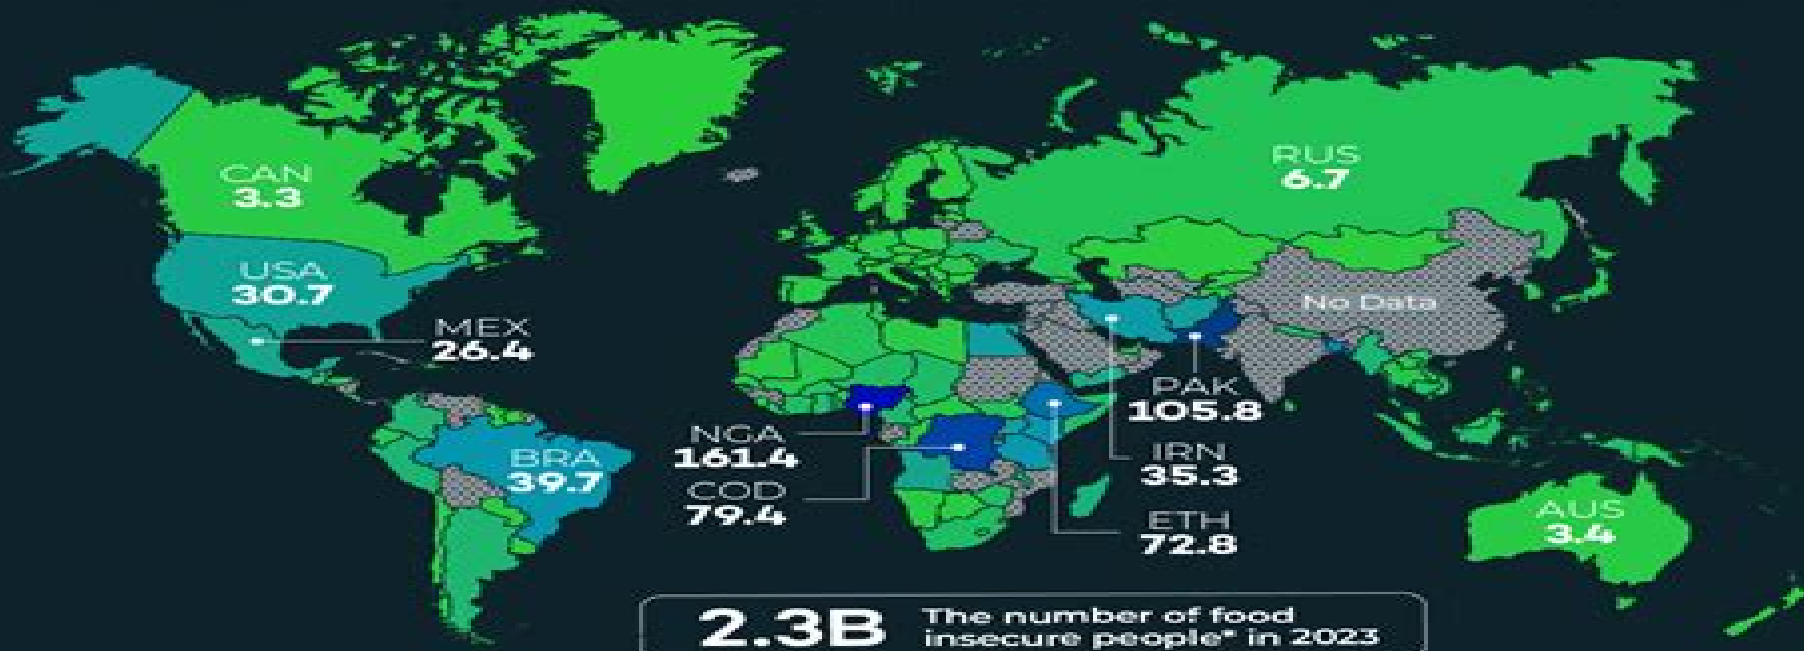 CAN
3.3
RUS
6.7
USA
30.7
No Data
MEX
26.4
PAK
105.8
NGA
161.4
BRA
39.7
IRN
35.3
COD
79.4
AUS
3.4
ETH
72.8
2.3B
The number of food
insecure people* in 2023